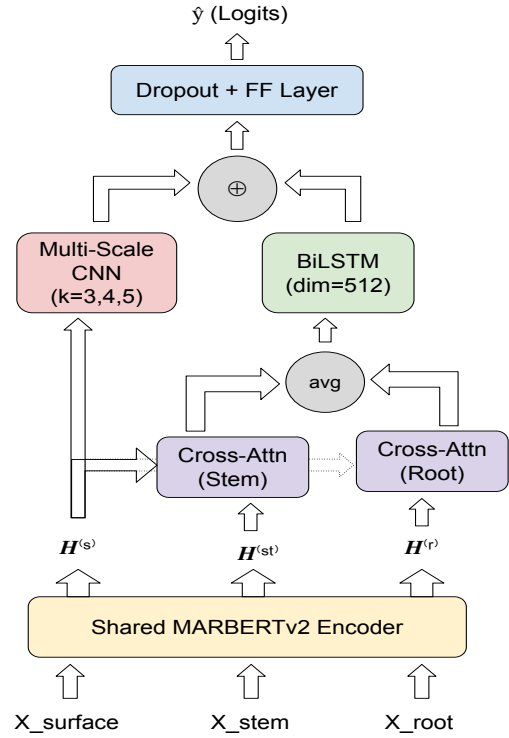 ŷ (Logits)
Dropout + FF Layer
⊕
Multi-Scale
CNN
(k=3,4,5)
BiLSTM
(dim=512)
avg
Cross-Attn
(Stem)
Cross-Attn
(Root)
H⁽ˢ⁾
H⁽ˢᵗ⁾
H⁽ʳ⁾
Shared MARBERTv2 Encoder
X_surface
X_stem
X_root